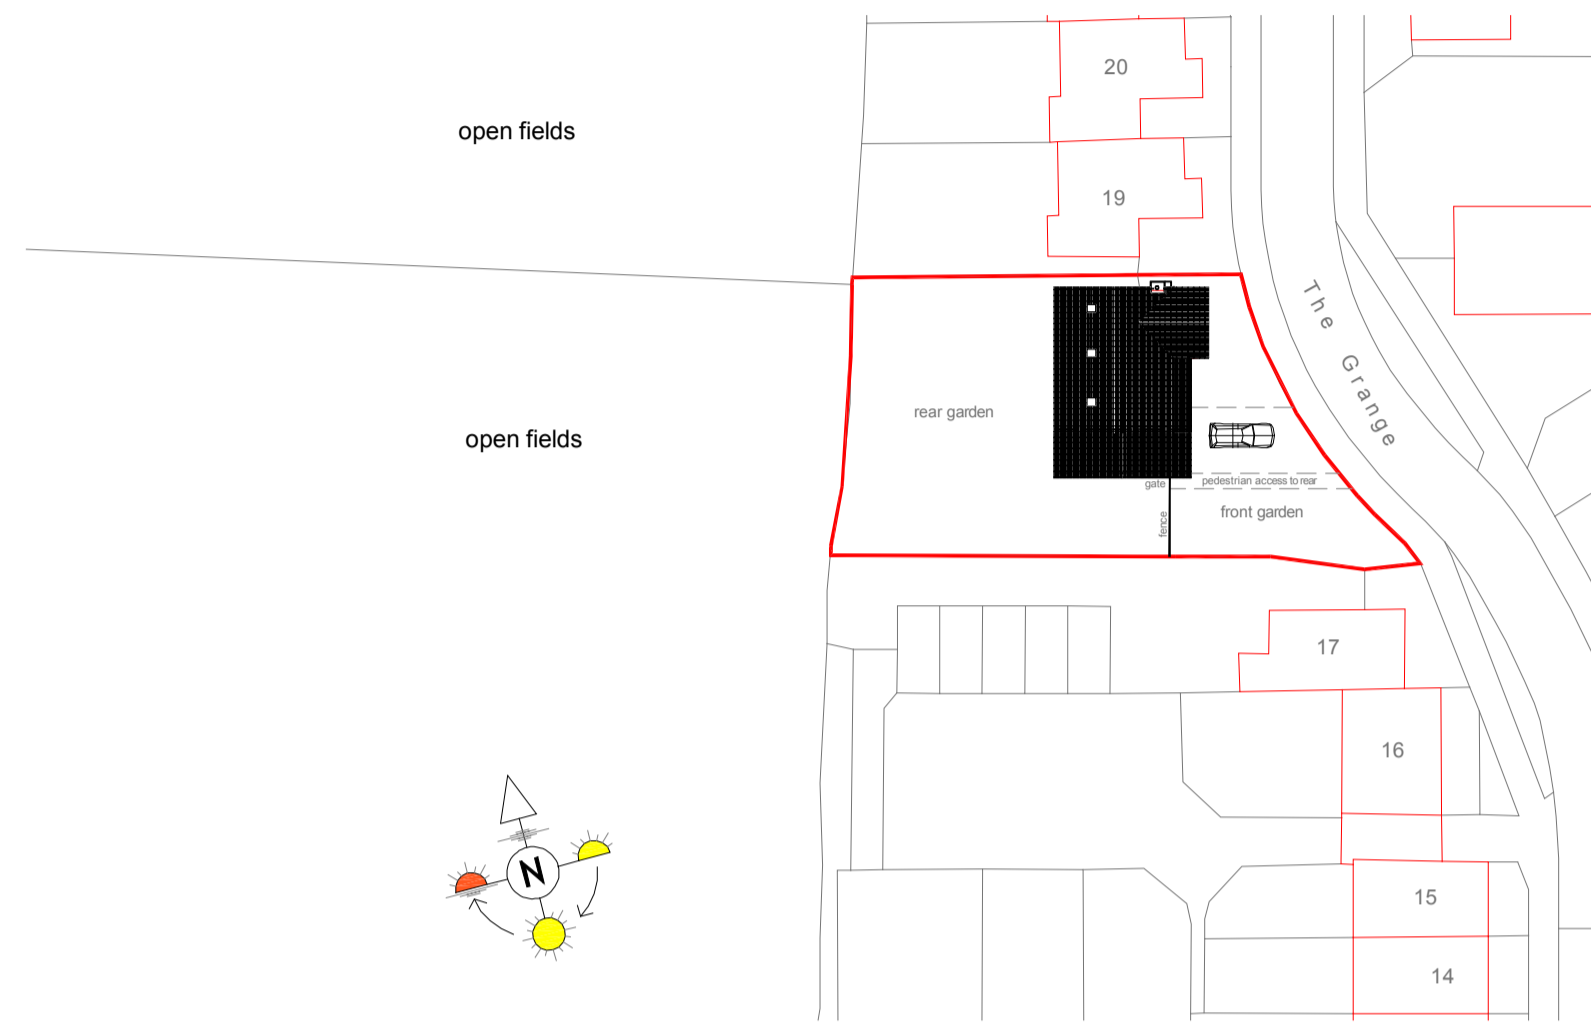 20
open fields
19
The Grange
rear garden
open fields
pedestrian access to rear
gate
front garden
fence
17
16
N
15
14